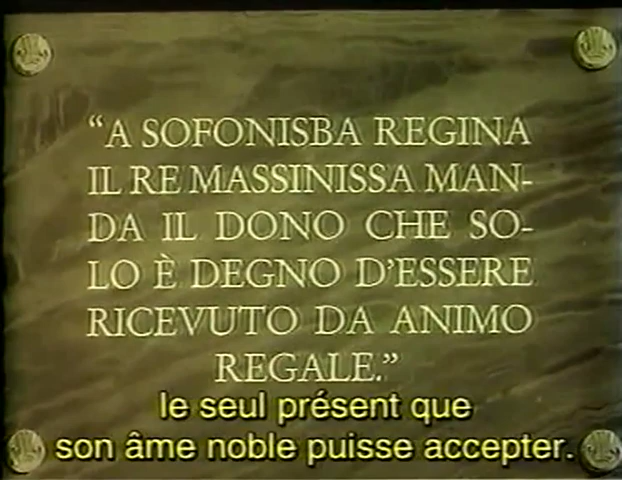 “A SOFONISBA REGINA
IL RE MASSINISSA MAN-
DA IL DONO CHE SO-
LO È DEGNO D’ESSERE
RICEVUTO DA ANIMO
REGALE.”
le seul présent que
son âme noble puisse accepter.